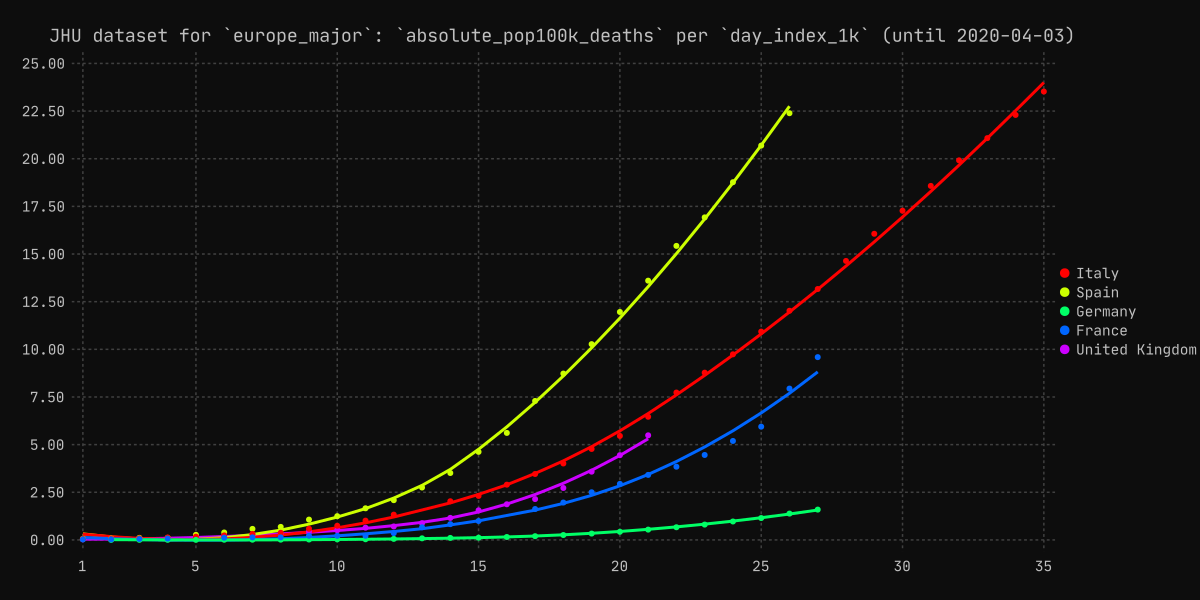 JHU dataset for `europe_major`: `absolute_pop100k_deaths` per `day_index_1k` (until 2020-04-03)
25.00
22.50
20.00
17.50
15.00
12.50
10.00
7.50
5.00
2.50
0.00
1 5 10 15 20 25 30 35
Italy
Spain
Germany
France
United Kingdom